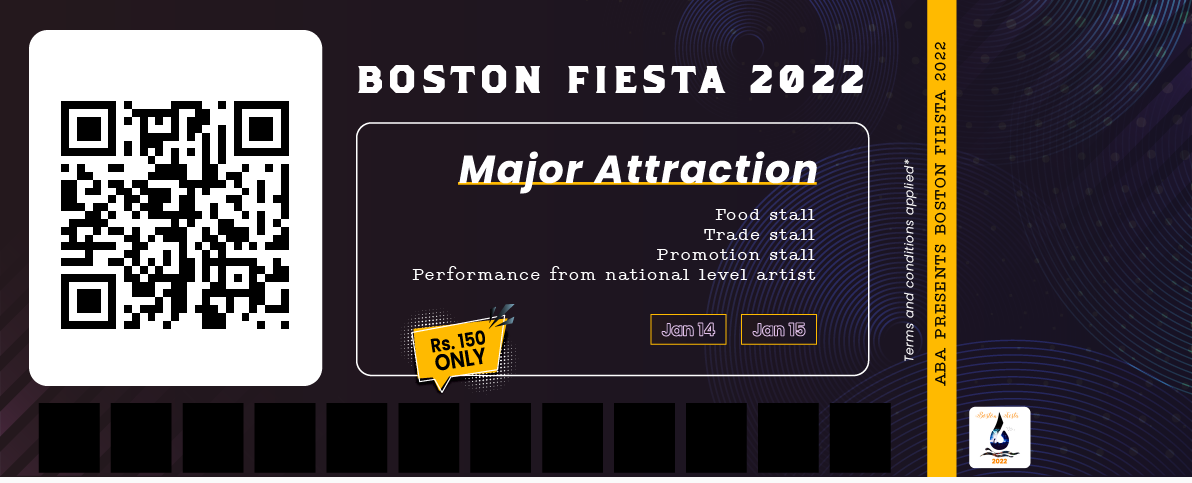 BOSTON FIESTA 2022
Major Attraction
Food stall
Trade stall
Promotion stall
Performance from national level artist
Jan 14
Jan 15
Rs. 150
ONLY
Terms and conditions applied*
ABA PRESENTS BOSTON FIESTA 2022
2022